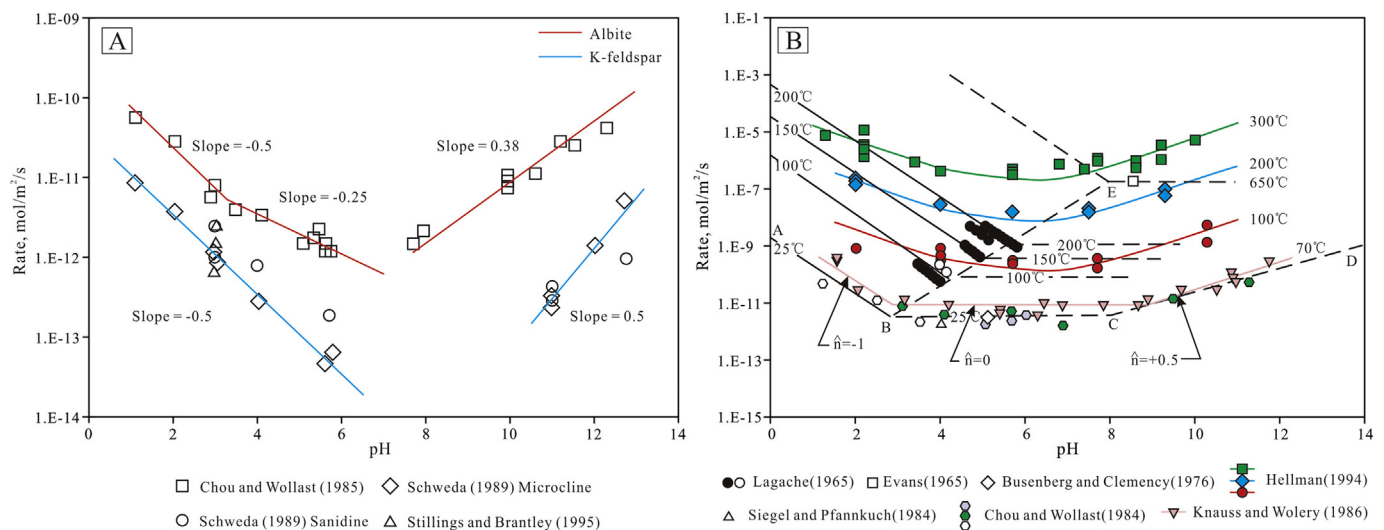 A
1.E-09
1.E-10
1.E-11
1.E-12
1.E-13
1.E-14
Rate, mol/m²/s
0 2 4 6 8 10 12 14
pH
Albite
K-feldspar
Slope = -0.5
Slope = -0.25
Slope = 0.38
Slope = -0.5
Slope = 0.5
Chou and Wollast (1985)
Schweda (1989) Microcline
Schweda (1989) Sanidine
Stillings and Brantley (1995)
B
1.E-1
1.E-3
1.E-5
1.E-7
1.E-9
1.E-11
1.E-13
1.E-15
Rate, mol/m²/s
0 2 4 6 8 10 12 14
pH
200℃
150℃
100℃
A
25℃
300℃
200℃
E
650℃
100℃
200℃
150℃
100℃
70℃
D
B
25℃
C
n̂=-1
n̂=0
n̂=+0.5
Lagache(1965)
Evans(1965)
Busenberg and Clemency(1976)
Hellman(1994)
Siegel and Pfannkuch(1984)
Chou and Wollast(1984)
Knauss and Wolery (1986)